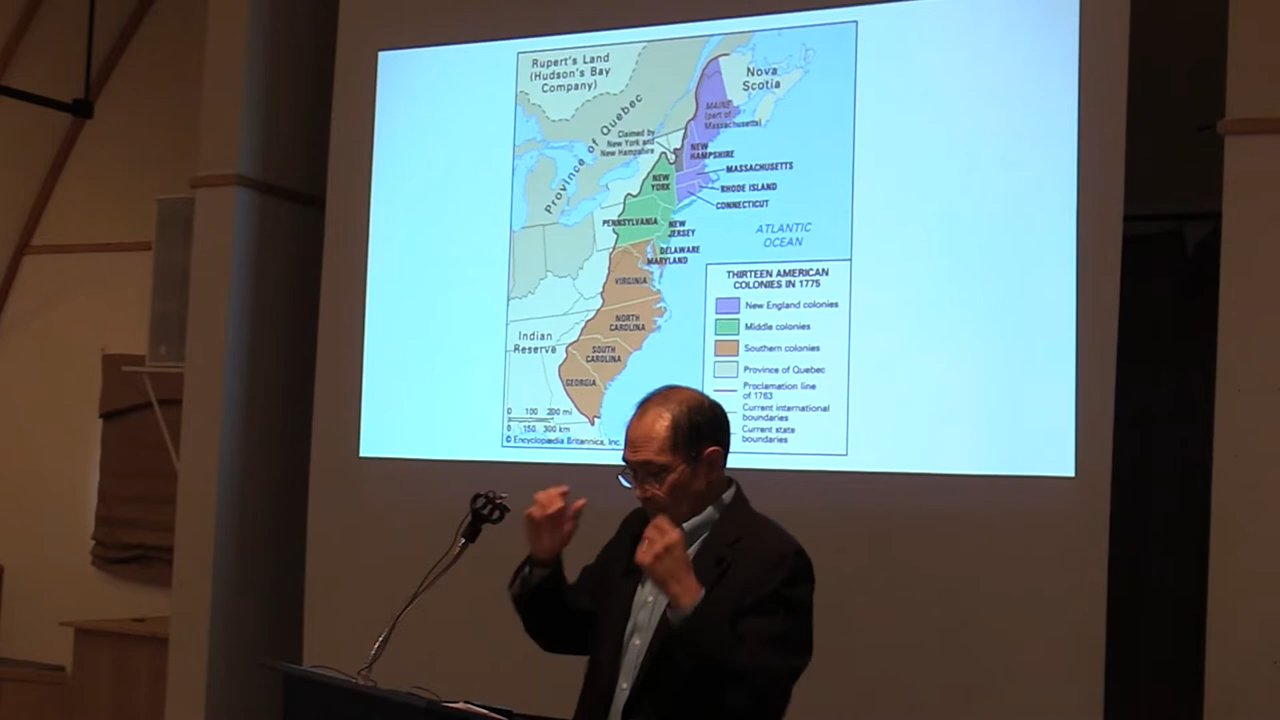 Rupert's Land
(Hudson's Bay
Company)
Nova
Scotia
Province of Quebec
MAINE
(part of
Massachusetts)
Claimed by
New York and
New Hampshire
NEW
HAMPSHIRE
MASSACHUSETTS
NEW
YORK
RHODE ISLAND
CONNECTICUT
PENNSYLVANIA
NEW
JERSEY
ATLANTIC
OCEAN
DELAWARE
MARYLAND
VIRGINIA
NORTH
CAROLINA
Indian
Reserve
SOUTH
CAROLINA
GEORGIA
THIRTEEN AMERICAN
COLONIES IN 1775
New England colonies
Middle colonies
Southern colonies
Province of Quebec
Proclamation line
of 1763
Current international
boundaries
Current state
boundaries
0 100 200 mi
0 150 300 km
© Encyclopædia Britannica, Inc.